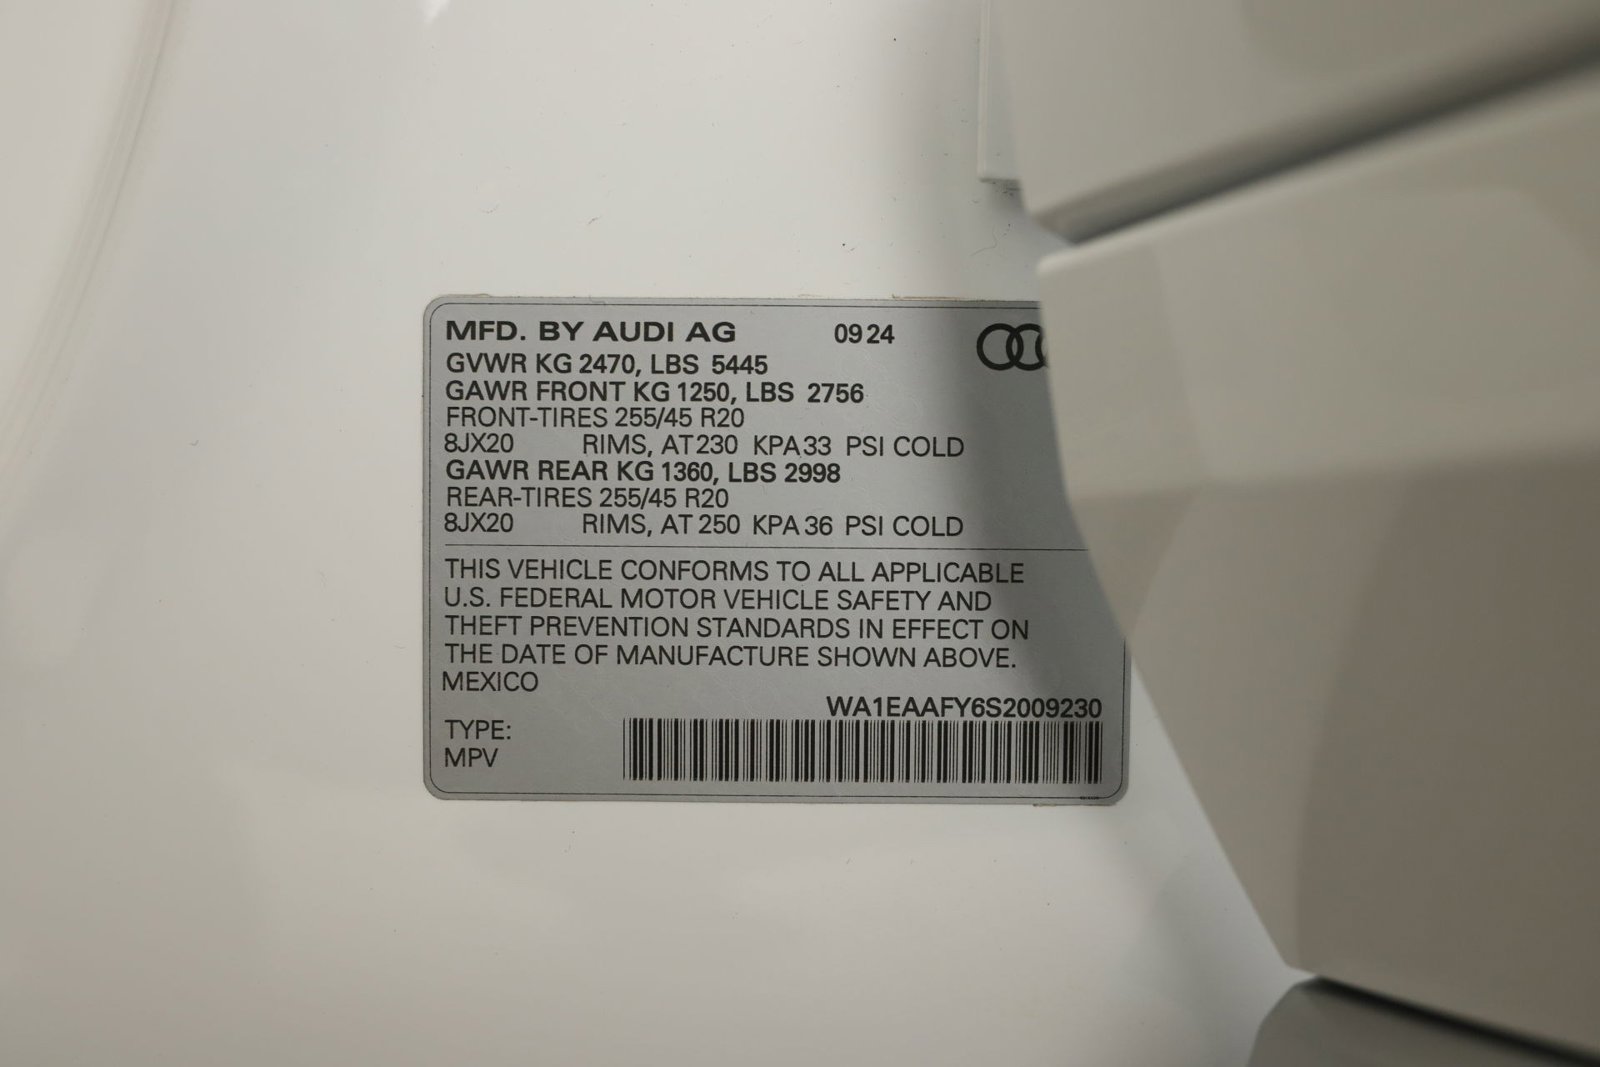 MFD. BY AUDI AG 09 24
GVWR KG 2470, LBS 5445
GAWR FRONT KG 1250, LBS 2756
FRONT-TIRES 255/45 R20
8JX20 RIMS, AT 230 KPA 33 PSI COLD
GAWR REAR KG 1360, LBS 2998
REAR-TIRES 255/45 R20
8JX20 RIMS, AT 250 KPA 36 PSI COLD
THIS VEHICLE CONFORMS TO ALL APPLICABLE
U.S. FEDERAL MOTOR VEHICLE SAFETY AND
THEFT PREVENTION STANDARDS IN EFFECT ON
THE DATE OF MANUFACTURE SHOWN ABOVE.
MEXICO
WA1EAAFY6S2009230
TYPE:
MPV